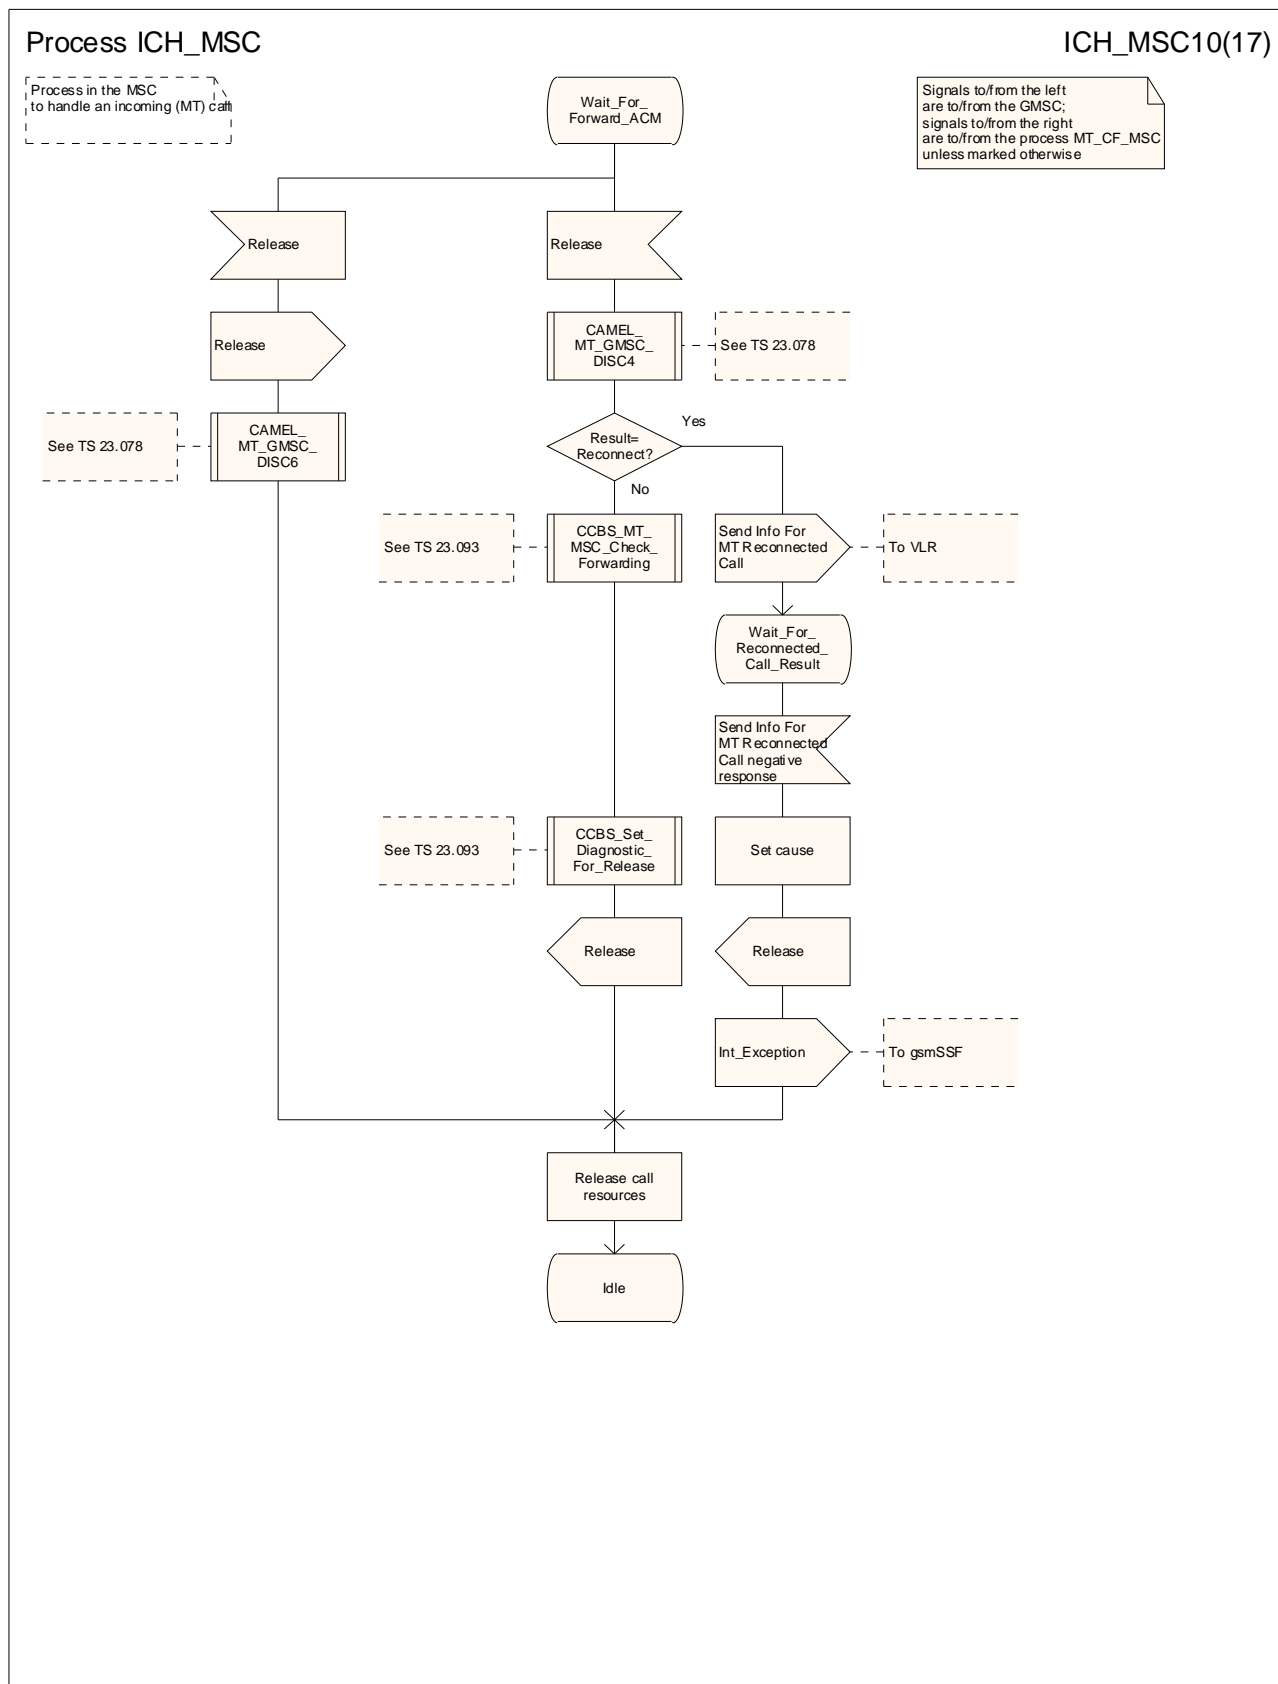 Process ICH_MSC
ICH_MSC10(17)
Process in the MSC
to handle an incoming (MT) call
Wait_For_
Forward_ACM
Signals to/from the left
are to/from the GMSC;
signals to/from the right
are to/from the process MT_CF_MSC
unless marked otherwise
Release
Release
Release
CAMEL_
MT_GMSC_
DISC4
See TS 23.078
See TS 23.078
CAMEL_
MT_GMSC_
DISC6
Result=
Reconnect?
Yes
No
See TS 23.093
CCBS_MT_
MSC_Check_
Forwarding
Send Info For
MT Reconnected
Call
To VLR
Wait_For_
Reconnected_
Call_Result
Send Info For
MT Reconnected
Call negative
response
See TS 23.093
CCBS_Set_
Diagnostic_
For_Release
Set cause
Release
Release
Int_Exception
To gsmSSF
Release call
resources
Idle